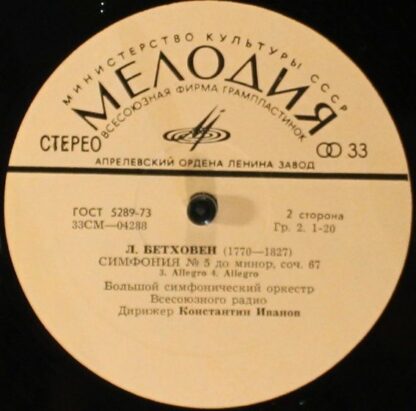 МИНИСТЕРСТВО КУЛЬТУРЫ СССР
МЕЛОДИЯ
ВСЕСОЮЗНАЯ ФИРМА ГРАМПЛАСТИНОК
СТЕРЕО
33
АПРЕЛЕВСКИЙ ОРДЕНА ЛЕНИНА ЗАВОД
ГОСТ 5289-73
2 сторона
33СМ—04288
Гр. 2. 1-20
Л. БЕТХОВЕН (1770—1827)
СИМФОНИЯ № 5 до минор, соч. 67
3. Allegro 4. Allegro
Большой симфонический оркестр
Всесоюзного радио
Дирижер Константин Иванов